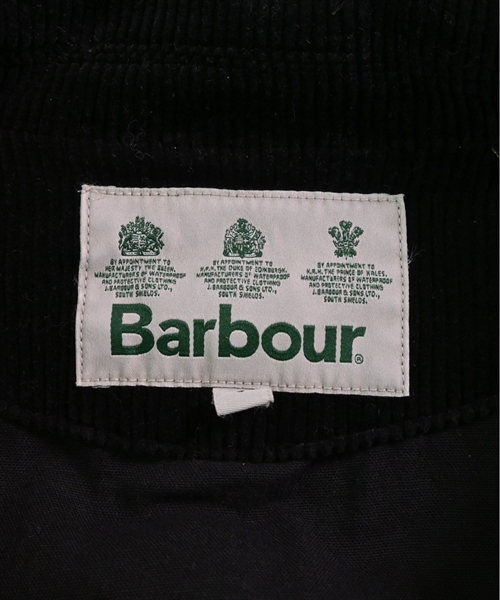 BY APPOINTMENT TO
HER MAJESTY THE QUEEN.
MANUFACTURERS OF WATERPROOF
AND PROTECTIVE CLOTHING
J.BARBOUR & SONS LTD.,
SOUTH SHIELDS.
BY APPOINTMENT TO
H.R.H. THE DUKE OF EDINBURGH.
MANUFACTURERS OF WATERPROOF
AND PROTECTIVE CLOTHING
J.BARBOUR & SONS LTD.,
SOUTH SHIELDS.
BY APPOINTMENT TO
H.R.H. THE PRINCE OF WALES.
MANUFACTURERS OF WATERPROOF
AND PROTECTIVE CLOTHING
J.BARBOUR & SONS LTD.,
SOUTH SHIELDS.
Barbour®